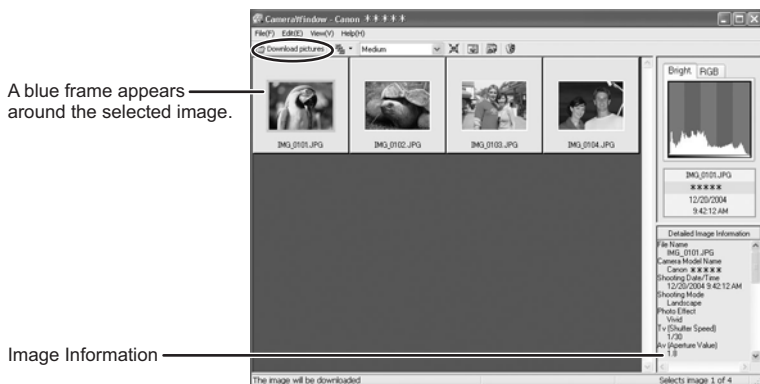 CameraWindow - Canon * * * * *
File(F) Edit(E) View(V) Help(H)
Download pictures
Medium
A blue frame appears
around the selected image.
IMG_0101.JPG
IMG_0102.JPG
IMG_0103.JPG
IMG_0104.JPG
Bright
RGB
IMG_0101.JPG
*****
12/20/2004
9:42:12 AM
Detailed Image Information
File Name
IMG_0101.JPG
Camera Model Name
Canon *****
Shooting Date/Time
12/20/2004 9:42:12 AM
Shooting Mode
Landscape
Photo Effect
Vivid
Tv (Shutter Speed)
1/30
Av (Aperture Value)
1.8
Image Information
The image will be downloaded
Selects image 1 of 4